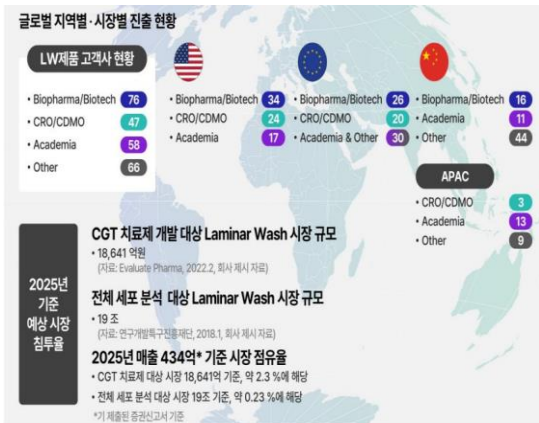 글로벌 지역별·시장별 진출 현황
LW제품 고객사 현황
• Biopharma/Biotech 76
• CRO/CDMO 47
• Academia 58
• Other 66
• Biopharma/Biotech 34
• CRO/CDMO 24
• Academia 17
• Biopharma/Biotech 26
• CRO/CDMO 20
• Academia & Other 30
• Biopharma/Biotech 16
• Academia 11
• Other 44
APAC
• CRO/CDMO 3
• Academia 13
• Other 9
2025년
기준
예상 시장
침투율
CGT 치료제 개발 대상 Laminar Wash 시장 규모
• 18,641 억원
(자료: Evaluate Pharma, 2022.2, 회사 제시 자료)
전체 세포 분석 대상 Laminar Wash 시장 규모
• 19 조
(자료: 연구개발특구진흥재단, 2018.1, 회사 제시 자료)
2025년 매출 434억* 기준 시장 점유율
• CGT 치료제 대상 시장 18,641억 기준, 약 2.3 %에 해당
• 전체 세포 분석 대상 시장 19조 기준, 약 0.23 %에 해당
*기 제출된 증권신고서 기준